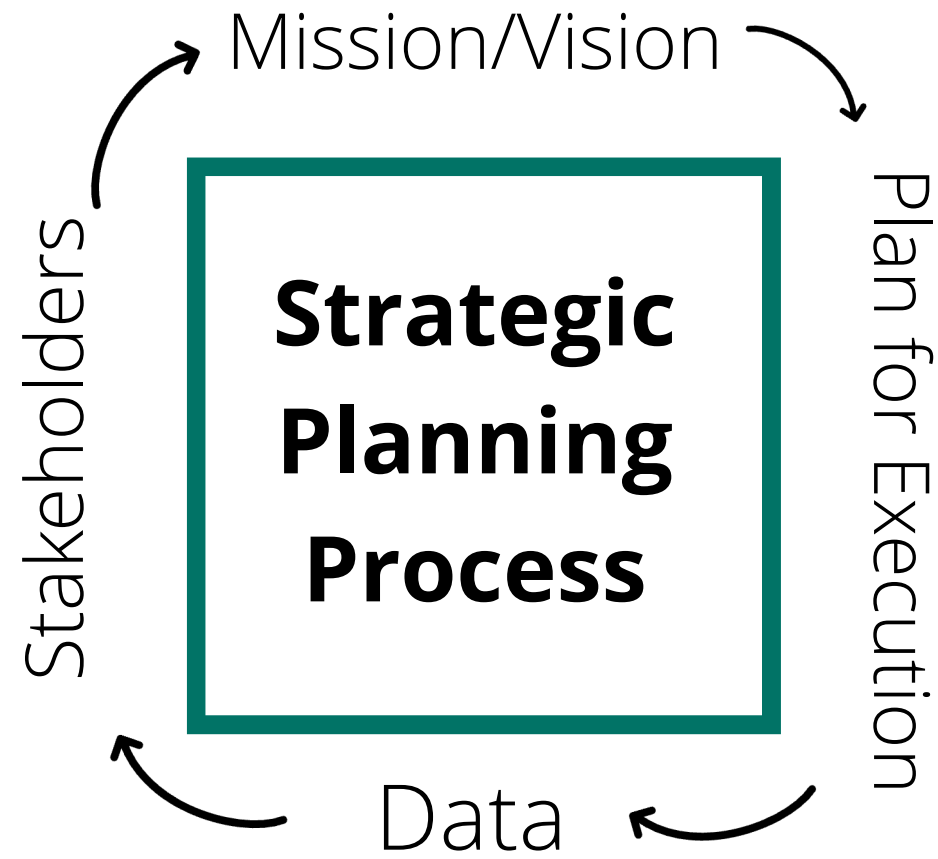 Mission/Vision
Plan for Execution
Data
Stakeholders
Strategic
Planning
Process